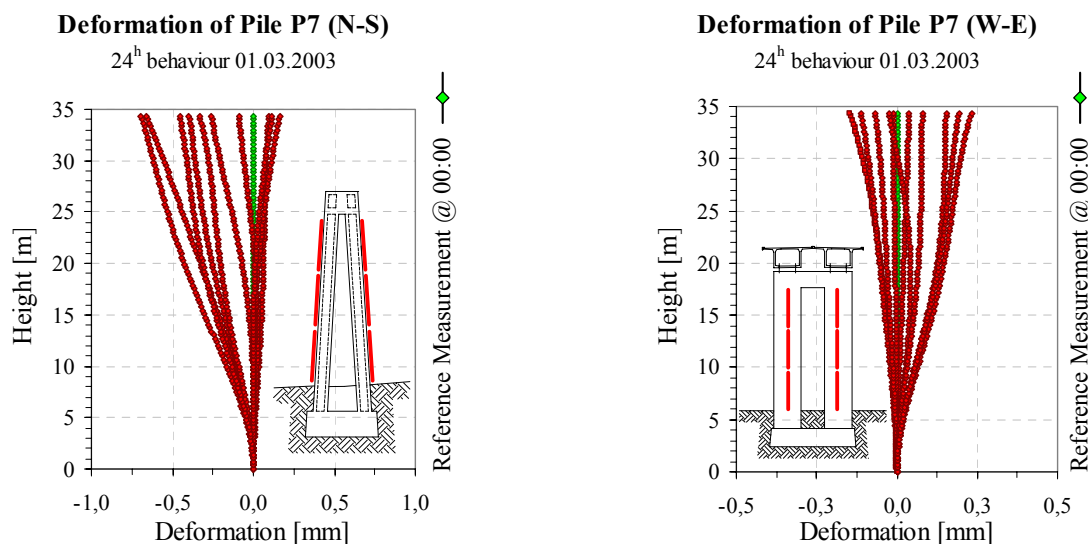 Deformation of Pile P7 (N-S)
24h behaviour 01.03.2003
Reference Measurement @ 00:00
Height [m]
35
30
25
20
15
10
5
0
-1,0 -0,5 0,0 0,5 1,0
Deformation [mm]
Deformation of Pile P7 (W-E)
24h behaviour 01.03.2003
Reference Measurement @ 00:00
Height [m]
35
30
25
20
15
10
5
0
-0,5 -0,3 0,0 0,3 0,5
Deformation [mm]